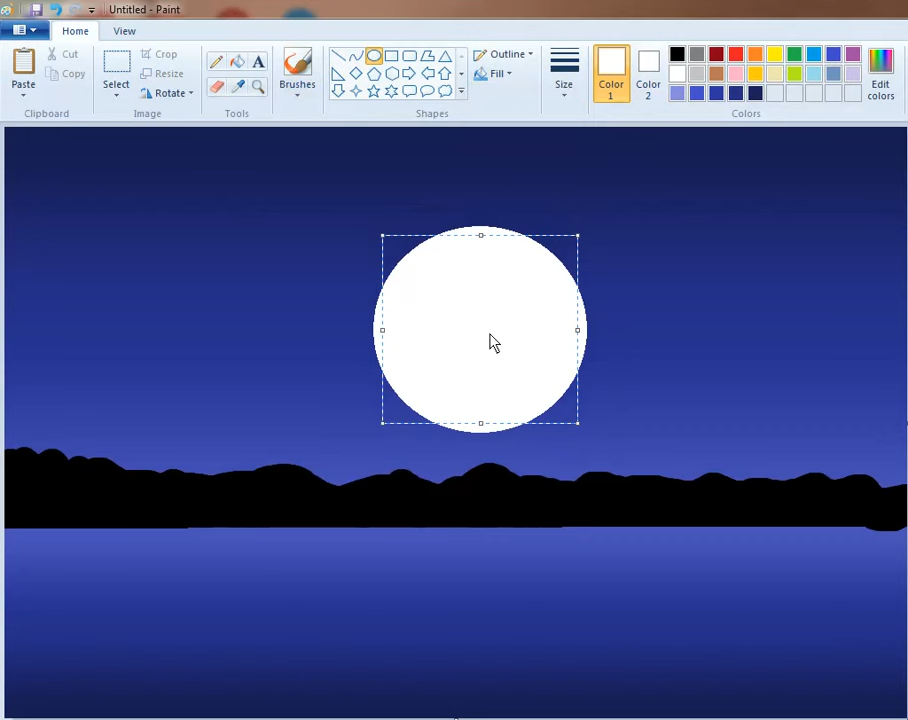 Untitled - Paint
Home View
Paste
Cut
Copy
Clipboard
Select
Crop
Resize
Rotate
Image
A
Tools
Brushes
Outline
Fill
Shapes
Size
Color 1
Color 2
Edit colors
Colors